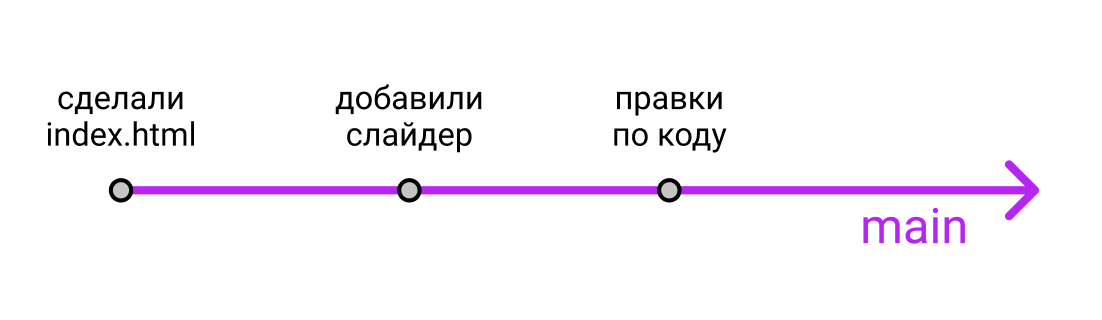 сделали
index.html
добавили
слайдер
правки
по коду
main